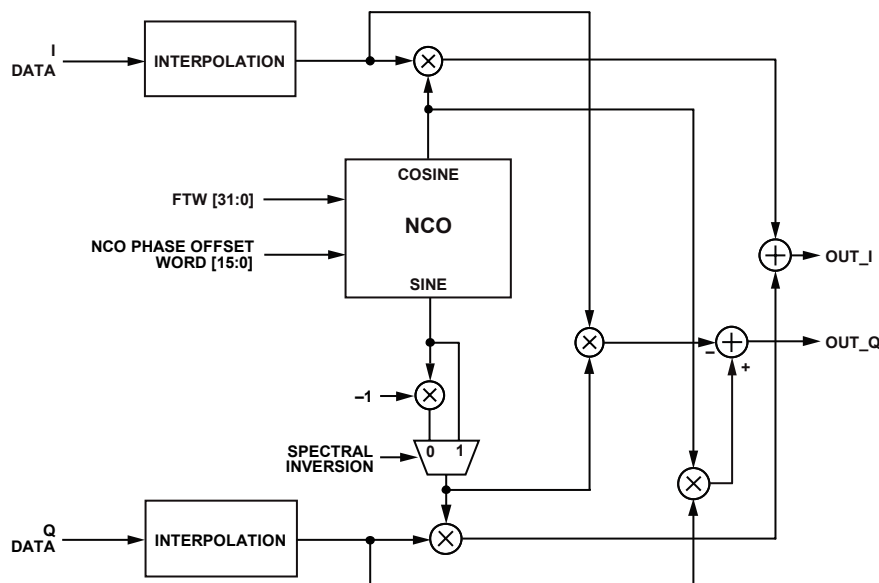 I
DATA
INTERPOLATION
COSINE
FTW [31:0]
NCO
NCO PHASE OFFSET
WORD [15:0]
SINE
OUT_I
OUT_Q
–
+
–1
0 1
SPECTRAL
INVERSION
Q
DATA
INTERPOLATION